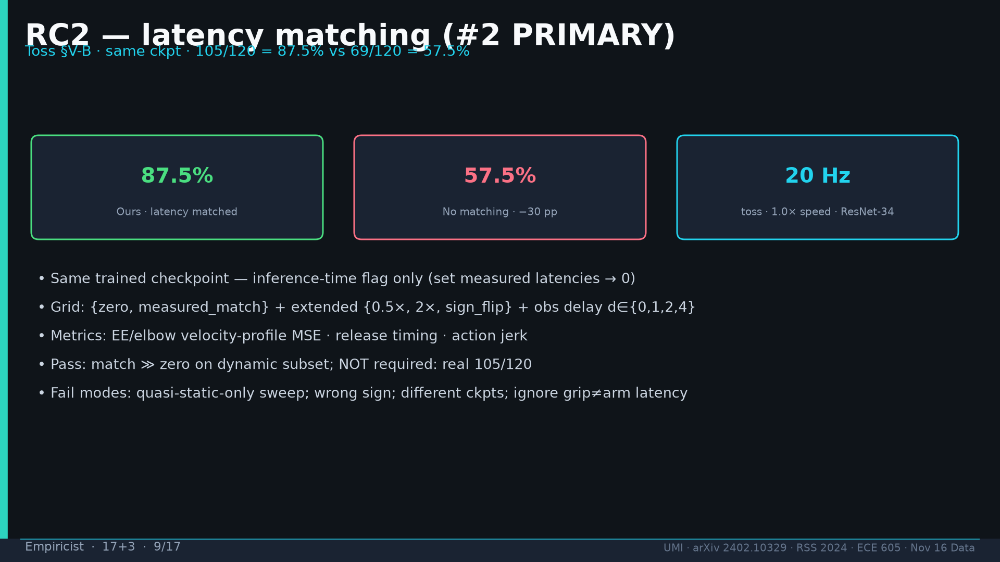 RC2 — latency matching (#2 PRIMARY)
Toss §V-B · same ckpt · 105/120 = 87.5% vs 69/120 = 57.5%
87.5%
Ours · latency matched
57.5%
No matching · −30 pp
20 Hz
toss · 1.0× speed · ResNet-34
• Same trained checkpoint — inference-time flag only (set measured latencies → 0)
• Grid: {zero, measured_match} + extended {0.5×, 2×, sign_flip} + obs delay d∈{0,1,2,4}
• Metrics: EE/elbow velocity-profile MSE · release timing · action jerk
• Pass: match ≫ zero on dynamic subset; NOT required: real 105/120
• Fail modes: quasi-static-only sweep; wrong sign; different ckpts; ignore grip≠arm latency
Empiricist · 17+3 · 9/17
UMI · arXiv 2402.10329 · RSS 2024 · ECE 605 · Nov 16 Data